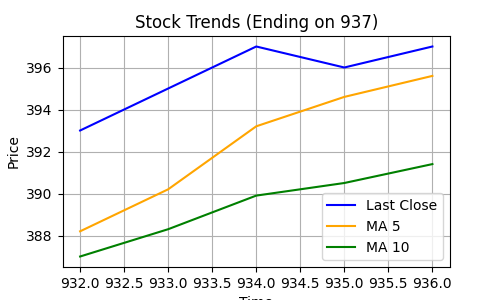 Stock Trends (Ending on 937)
Price
396
394
392
390
388
Last Close
MA 5
MA 10
932.0 932.5 933.0 933.5 934.0 934.5 935.0 935.5 936.0
Time